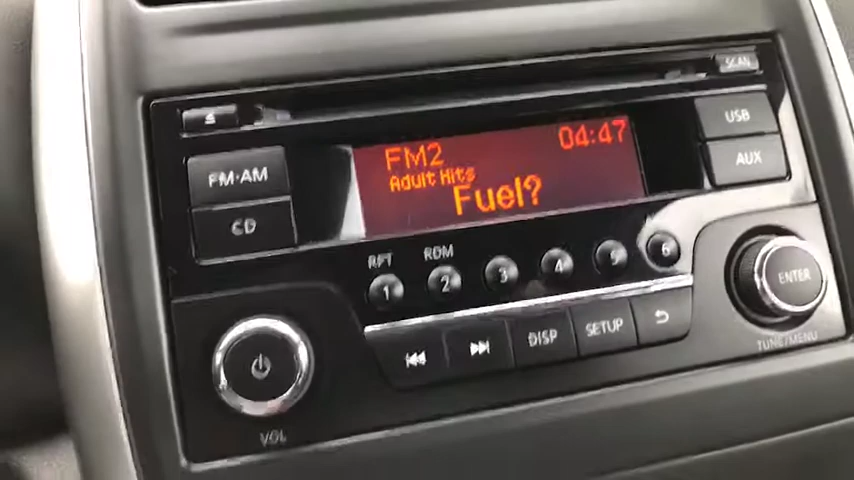 SCAN
USB
FM2
04:47
FM·AM
Adult Hits
AUX
Fuel?
CD
RPT
RDM
1
2
3
4
5
6
ENTER
DISP
SETUP
TUNE/MENU
VOL